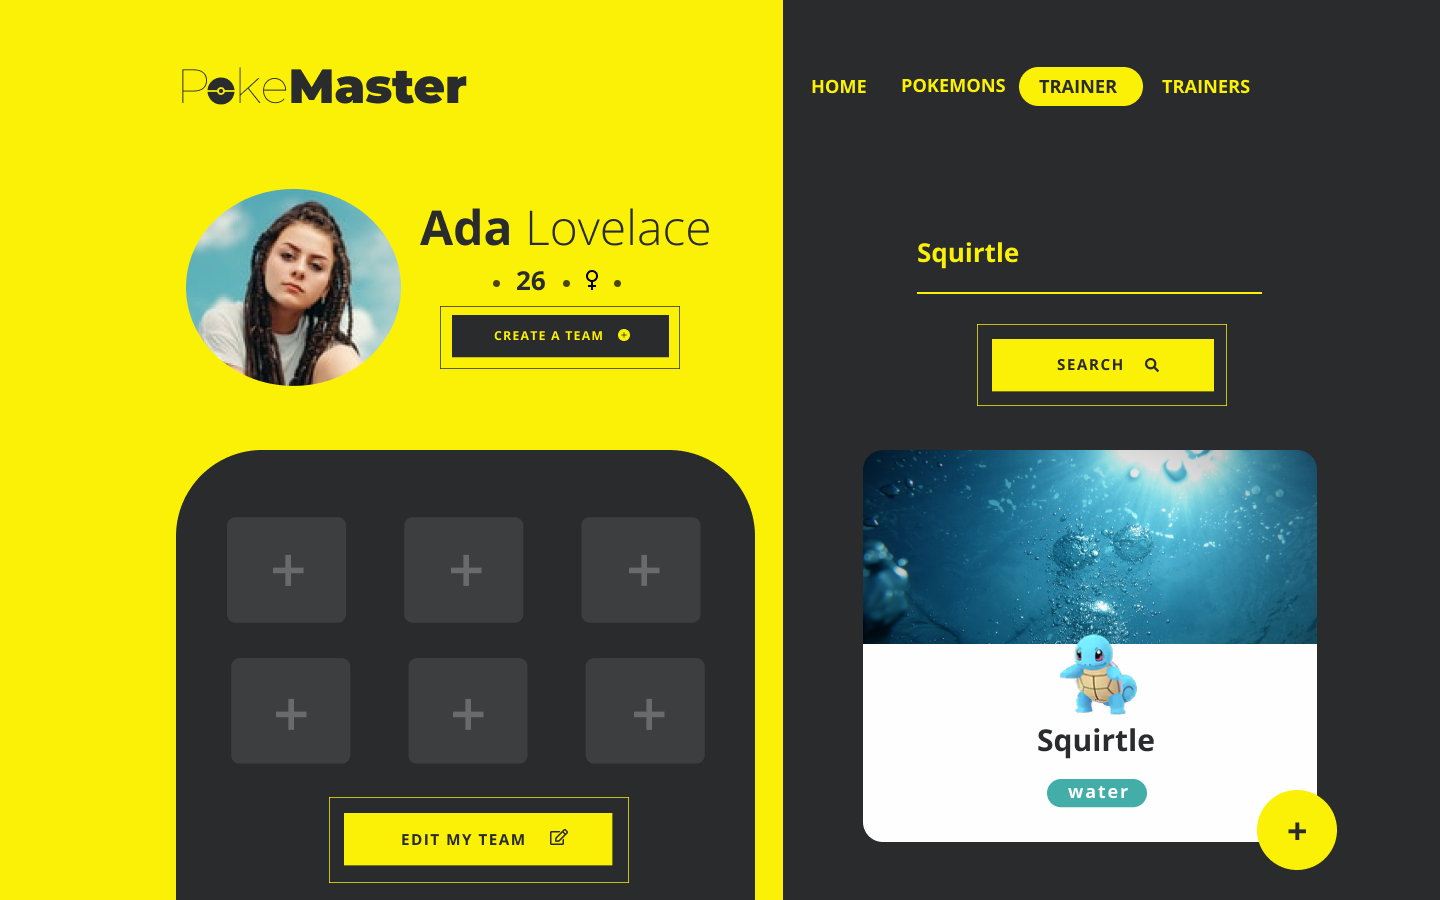 PokeMaster
HOME POKEMONS TRAINER TRAINERS
Ada Lovelace
• 26 • ♀ •
CREATE A TEAM
EDIT MY TEAM
Squirtle
SEARCH
Squirtle
water